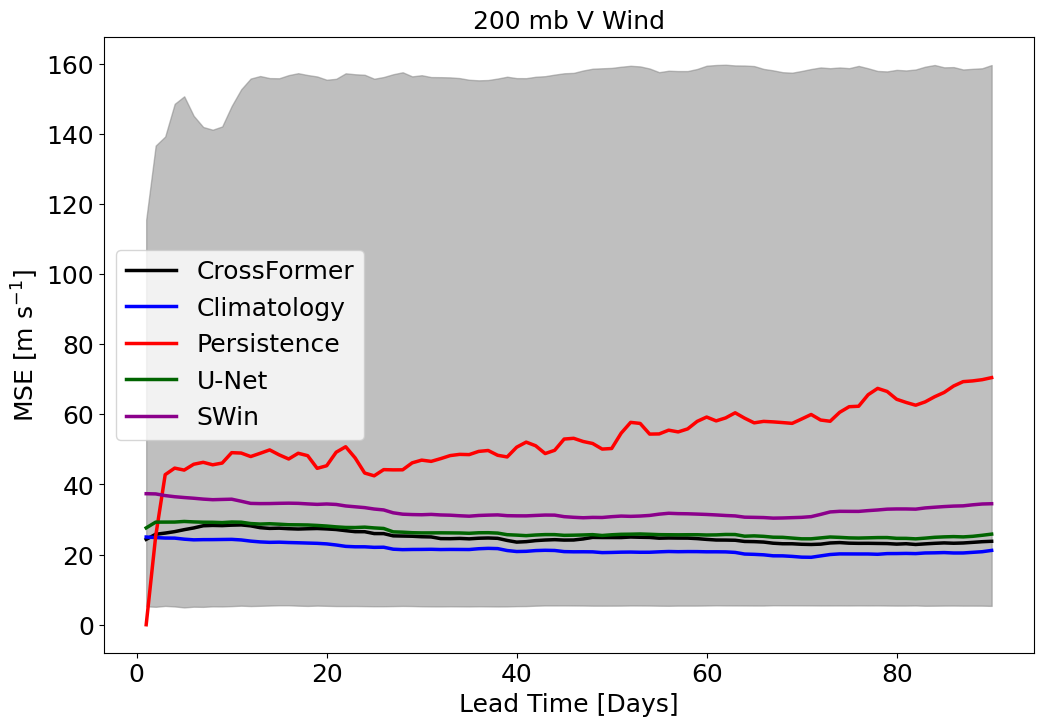 200 mb V Wind
MSE [m s⁻¹]
160
140
120
100
80
60
40
20
0
CrossFormer
Climatology
Persistence
U-Net
SWin
0 20 40 60 80
Lead Time [Days]